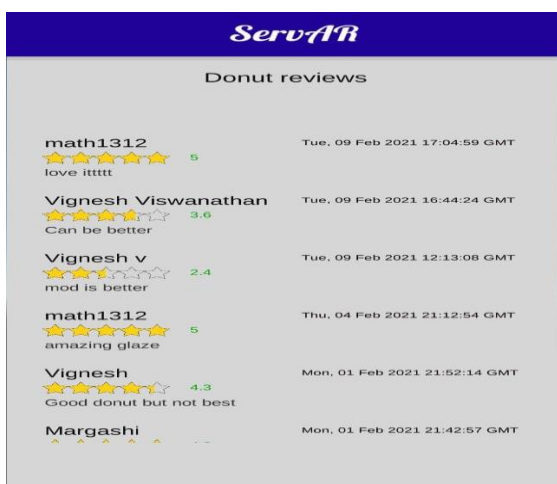 ServAR
Donut reviews
math1312 Tue, 09 Feb 2021 17:04:59 GMT
5
love ittttt
Vignesh Viswanathan Tue, 09 Feb 2021 16:44:24 GMT
3.6
Can be better
Vignesh v Tue, 09 Feb 2021 12:13:08 GMT
2.4
mod is better
math1312 Thu, 04 Feb 2021 21:12:54 GMT
5
amazing glaze
Vignesh Mon, 01 Feb 2021 21:52:14 GMT
4.3
Good donut but not best
Margashi Mon, 01 Feb 2021 21:42:57 GMT